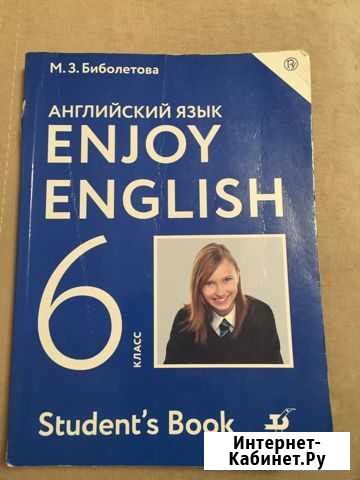 М. З. Биболетова
АНГЛИЙСКИЙ ЯЗЫК
ENJOY
ENGLISH
6
КЛАСС
Student's Book
Интернет-
Кабинет.Ру